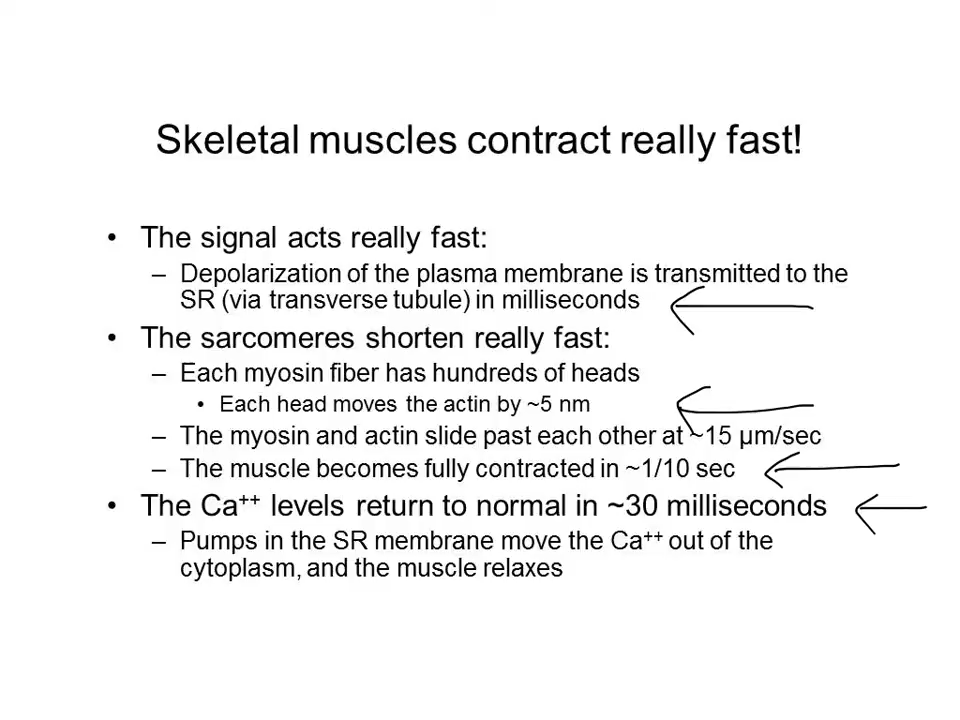 Skeletal muscles contract really fast!
• The signal acts really fast:
– Depolarization of the plasma membrane is transmitted to the
SR (via transverse tubule) in milliseconds
• The sarcomeres shorten really fast:
– Each myosin fiber has hundreds of heads
• Each head moves the actin by ~5 nm
– The myosin and actin slide past each other at ~15 μm/sec
– The muscle becomes fully contracted in ~1/10 sec
• The Ca⁺⁺ levels return to normal in ~30 milliseconds
– Pumps in the SR membrane move the Ca⁺⁺ out of the
cytoplasm, and the muscle relaxes